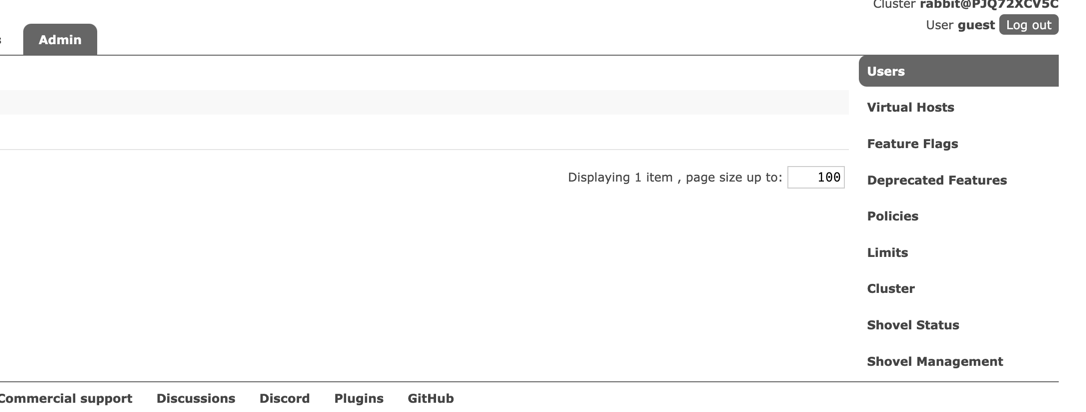 Cluster rabbit@PJQ72XCV5C
User guest Log out
Admin
Users
Virtual Hosts
Feature Flags
Displaying 1 item , page size up to: 100
Deprecated Features
Policies
Limits
Cluster
Shovel Status
Shovel Management
Commercial support Discussions Discord Plugins GitHub